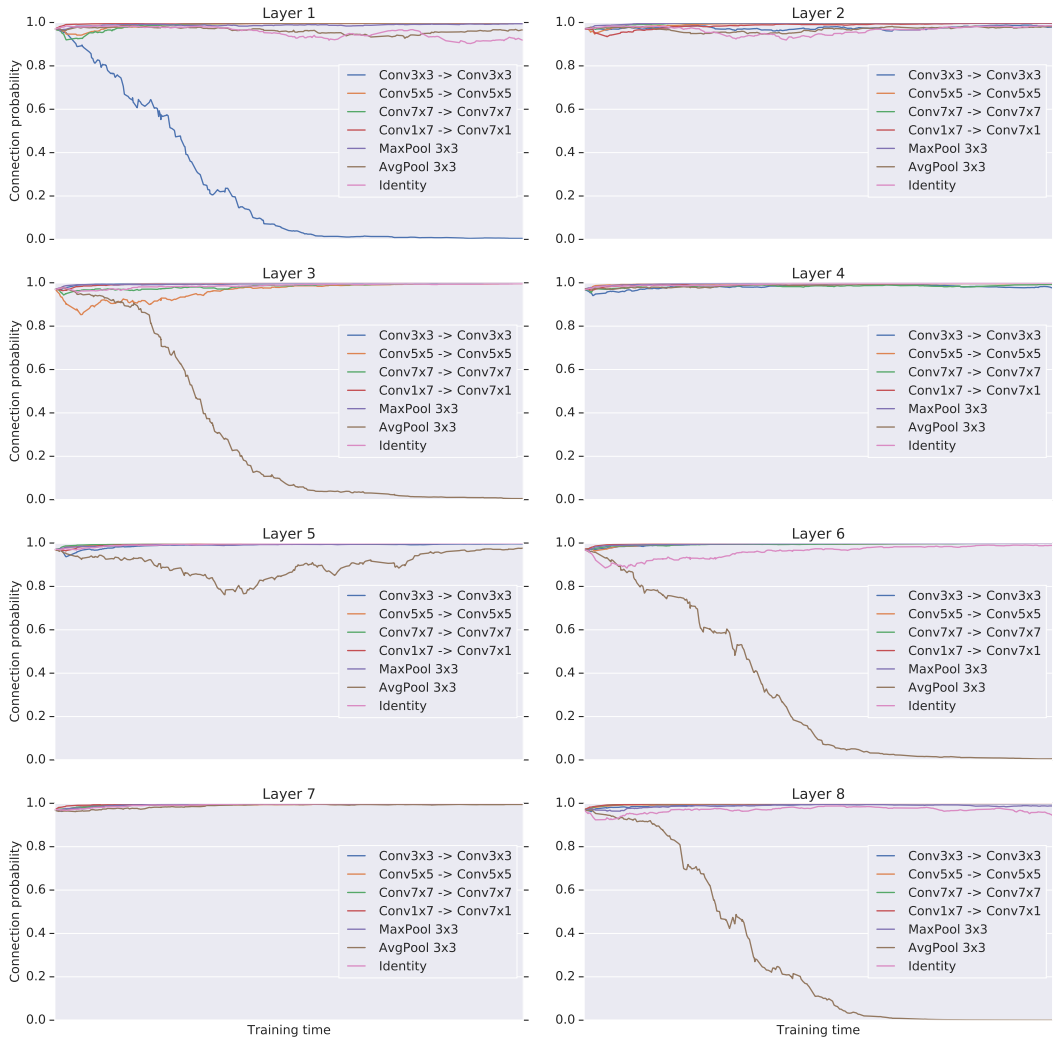 Layer 1
Connection probability
1.0
0.8
0.6
0.4
0.2
0.0
Conv3x3 -> Conv3x3
Conv5x5 -> Conv5x5
Conv7x7 -> Conv7x7
Conv1x7 -> Conv7x1
MaxPool 3x3
AvgPool 3x3
Identity
Layer 2
1.0
0.8
0.6
0.4
0.2
0.0
Conv3x3 -> Conv3x3
Conv5x5 -> Conv5x5
Conv7x7 -> Conv7x7
Conv1x7 -> Conv7x1
MaxPool 3x3
AvgPool 3x3
Identity
Layer 3
Connection probability
1.0
0.8
0.6
0.4
0.2
0.0
Conv3x3 -> Conv3x3
Conv5x5 -> Conv5x5
Conv7x7 -> Conv7x7
Conv1x7 -> Conv7x1
MaxPool 3x3
AvgPool 3x3
Identity
Layer 4
1.0
0.8
0.6
0.4
0.2
0.0
Conv3x3 -> Conv3x3
Conv5x5 -> Conv5x5
Conv7x7 -> Conv7x7
Conv1x7 -> Conv7x1
MaxPool 3x3
AvgPool 3x3
Identity
Layer 5
Connection probability
1.0
0.8
0.6
0.4
0.2
0.0
Conv3x3 -> Conv3x3
Conv5x5 -> Conv5x5
Conv7x7 -> Conv7x7
Conv1x7 -> Conv7x1
MaxPool 3x3
AvgPool 3x3
Identity
Layer 6
1.0
0.8
0.6
0.4
0.2
0.0
Conv3x3 -> Conv3x3
Conv5x5 -> Conv5x5
Conv7x7 -> Conv7x7
Conv1x7 -> Conv7x1
MaxPool 3x3
AvgPool 3x3
Identity
Layer 7
Connection probability
1.0
0.8
0.6
0.4
0.2
0.0
Conv3x3 -> Conv3x3
Conv5x5 -> Conv5x5
Conv7x7 -> Conv7x7
Conv1x7 -> Conv7x1
MaxPool 3x3
AvgPool 3x3
Identity
Training time
Layer 8
1.0
0.8
0.6
0.4
0.2
0.0
Conv3x3 -> Conv3x3
Conv5x5 -> Conv5x5
Conv7x7 -> Conv7x7
Conv1x7 -> Conv7x1
MaxPool 3x3
AvgPool 3x3
Identity
Training time